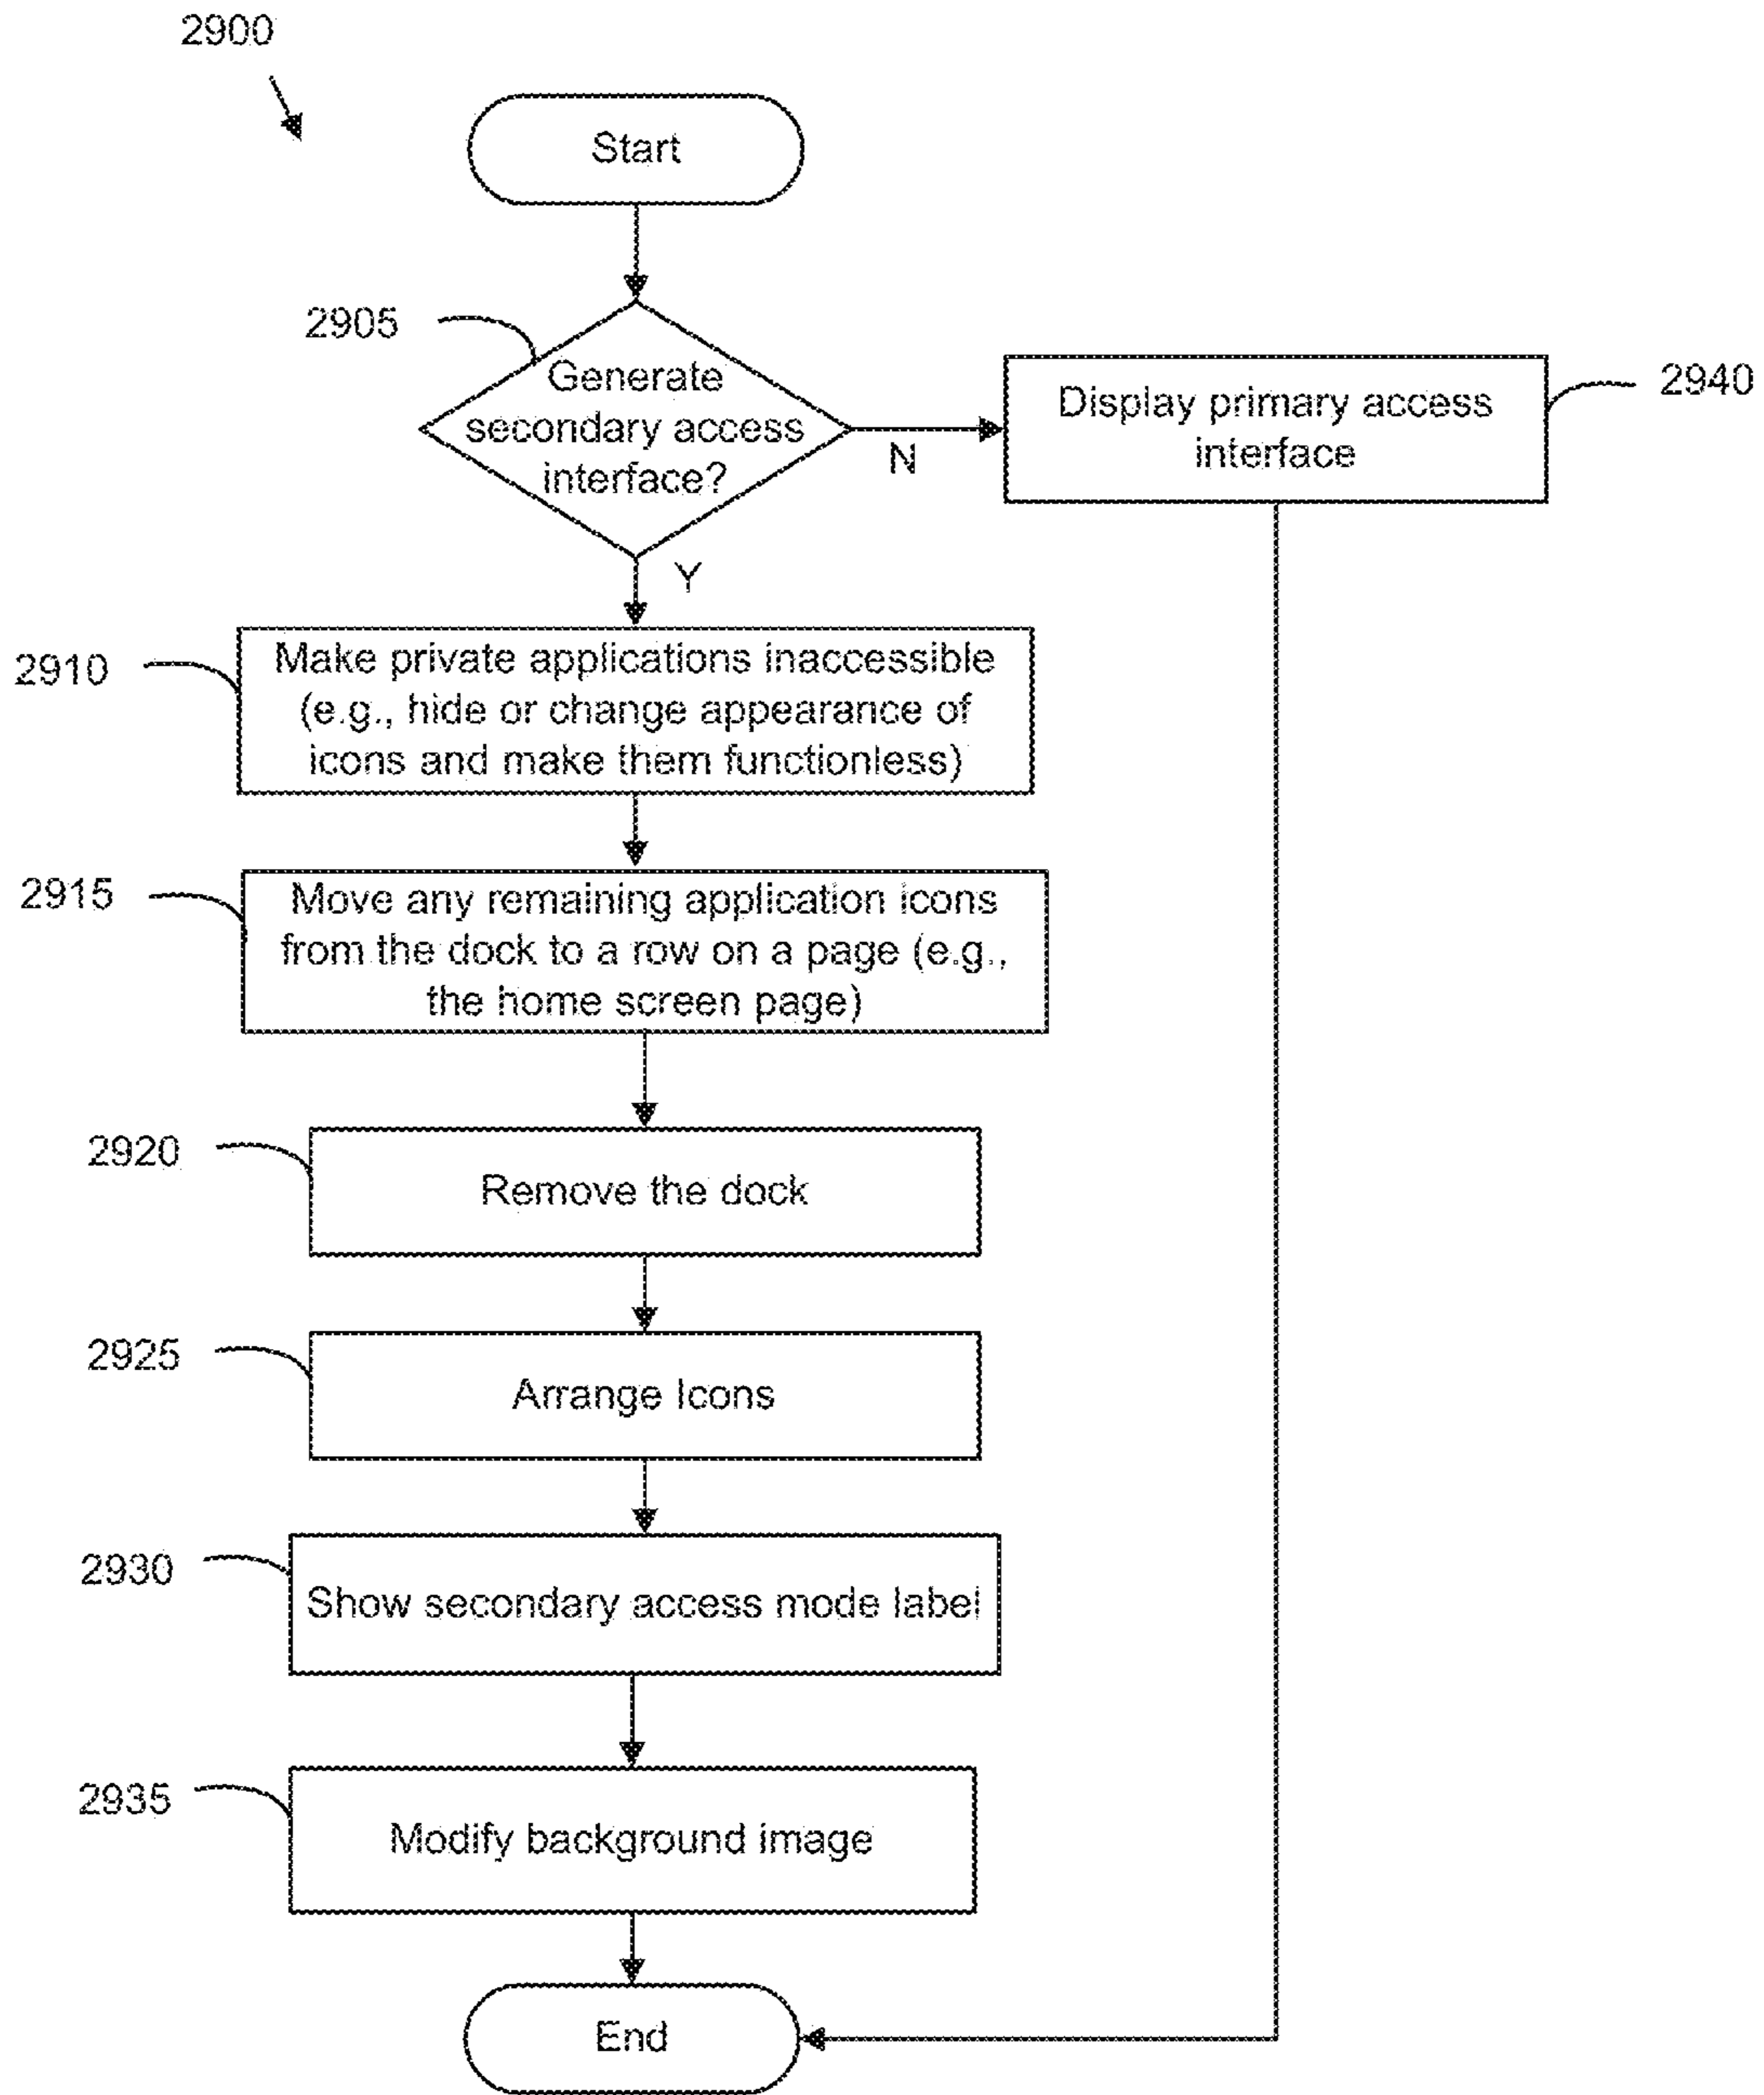 2900
Start
2905
Generate
secondary access
interface?
N
Display primary access
interface
2940
Y
2910
Make private applications inaccessible
(e.g., hide or change appearance of
icons and make them functionless)
2915
Move any remaining application icons
from the dock to a row on a page (e.g.,
the home screen page)
2920
Remove the dock
2925
Arrange Icons
2930
Show secondary access mode label
2935
Modify background image
End